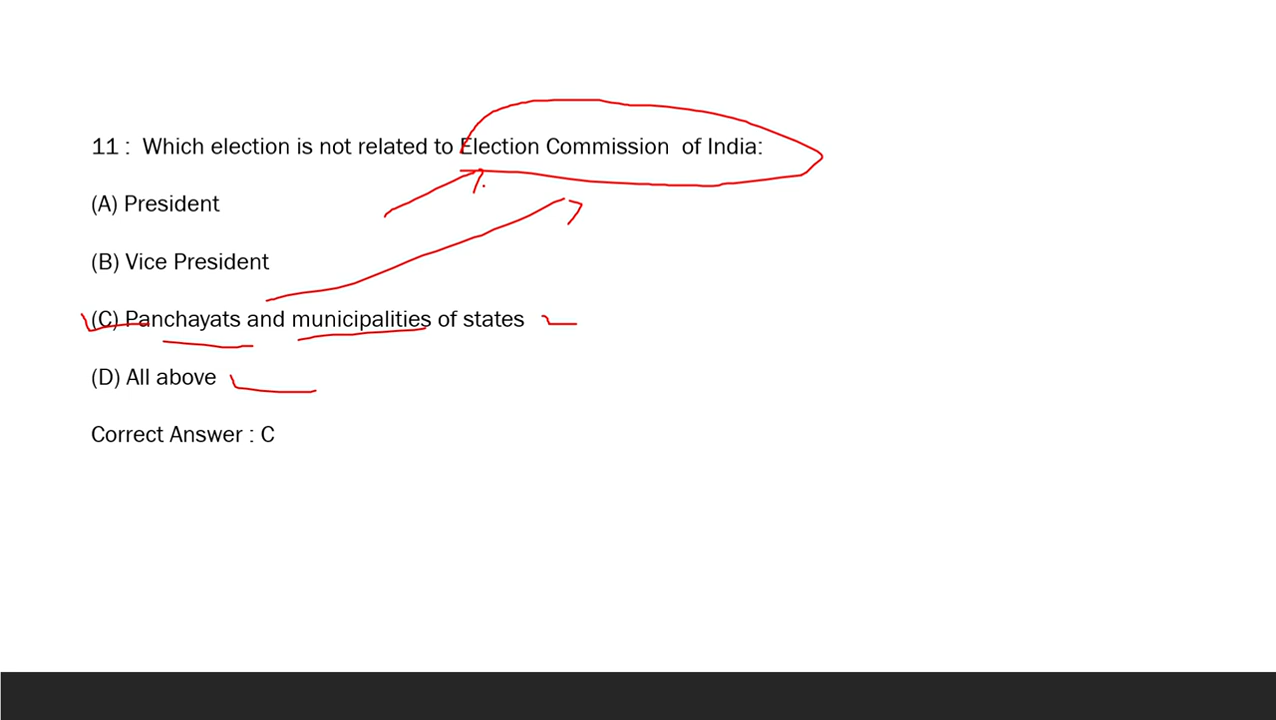 11 :  Which election is not related to Election Commission  of India:
(A) President
(B) Vice President
(C) Panchayats and municipalities of states
(D) All above
Correct Answer : C